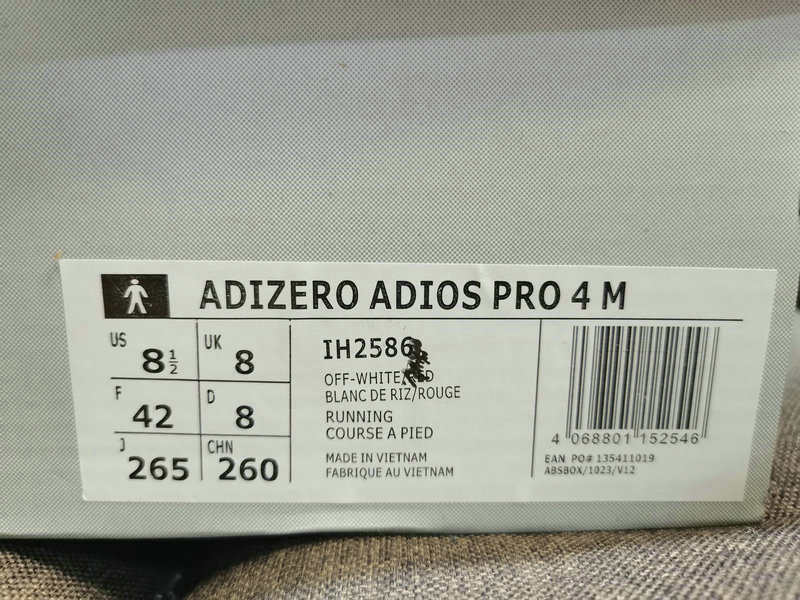 ADIZERO ADIOS PRO 4 M
US 8½
UK 8
F 42
D 8
J 265
CHN 260
IH2586
OFF-WHITE/RED
BLANC DE RIZ/ROUGE
RUNNING
COURSE A PIED
MADE IN VIETNAM
FABRIQUE AU VIETNAM
4 068801 152546
EAN PO# 135411019
ABSBOX/1023/V12